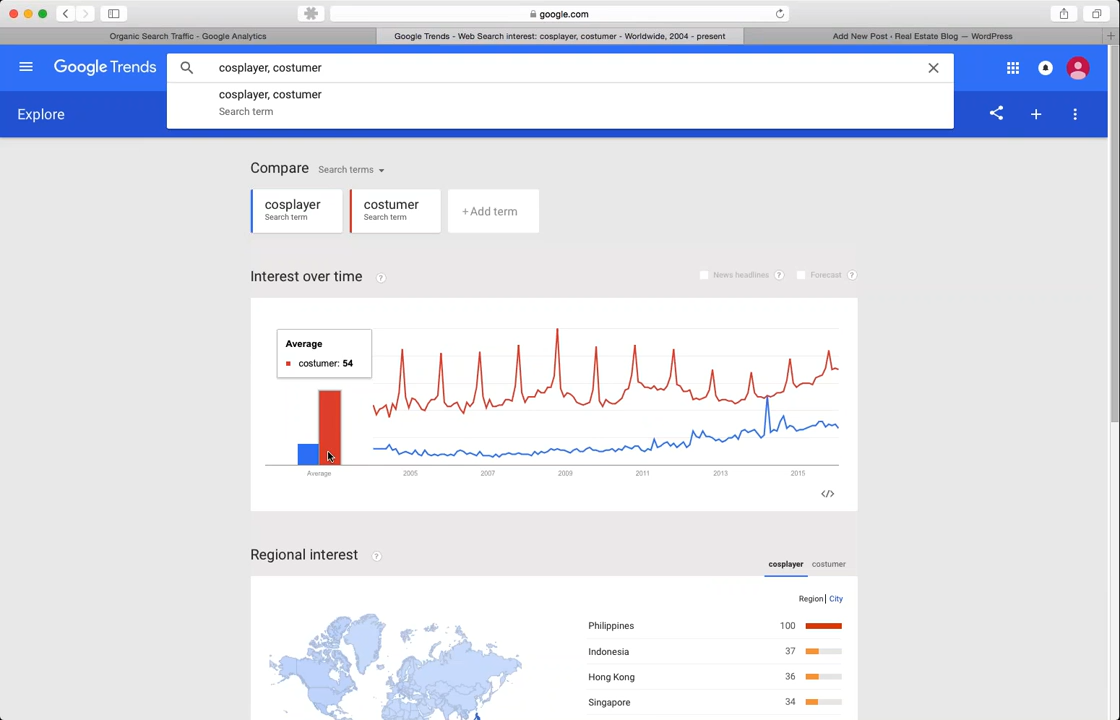 google.com
Organic Search Traffic - Google Analytics
Google Trends - Web Search interest: cosplayer, costumer - Worldwide, 2004 - present
Add New Post ‹ Real Estate Blog — WordPress
Google Trends
cosplayer, costumer
cosplayer, costumer
Search term
Explore
Compare
Search terms
cosplayer
Search term
costumer
Search term
+Add term
Interest over time
?
News headlines
?
Forecast
?
Average
costumer: 54
Average
2005
2007
2009
2011
2013
2015
</>
Regional interest
?
cosplayer
costumer
Region
City
Philippines
100
Indonesia
37
Hong Kong
36
Singapore
34